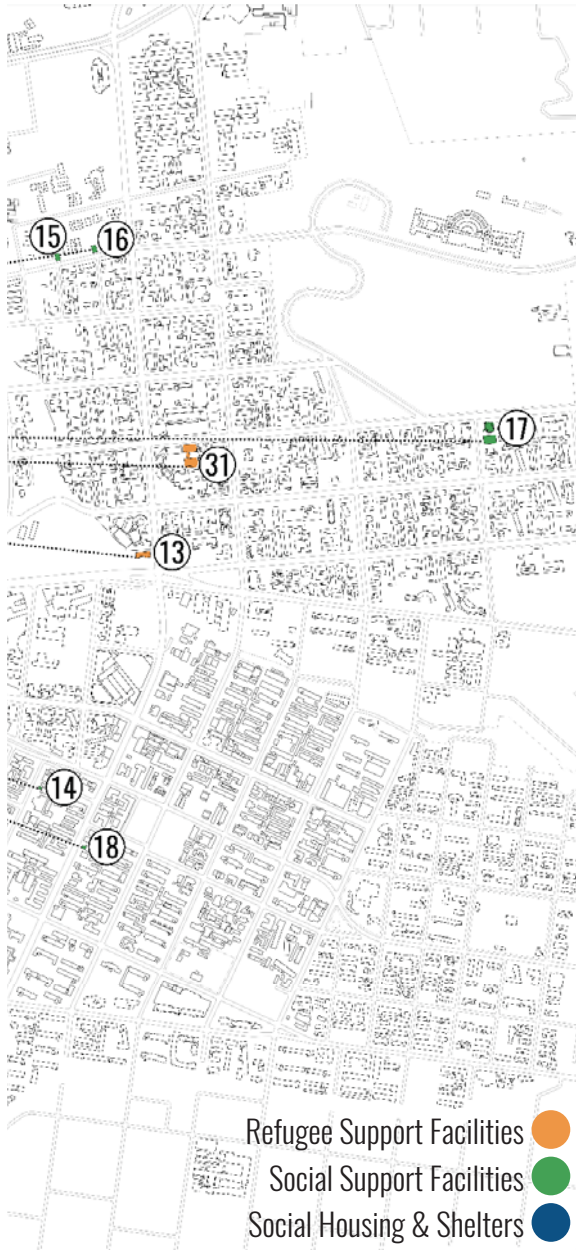 15
16
17
31
13
14
18
Refugee Support Facilities
Social Support Facilities
Social Housing & Shelters